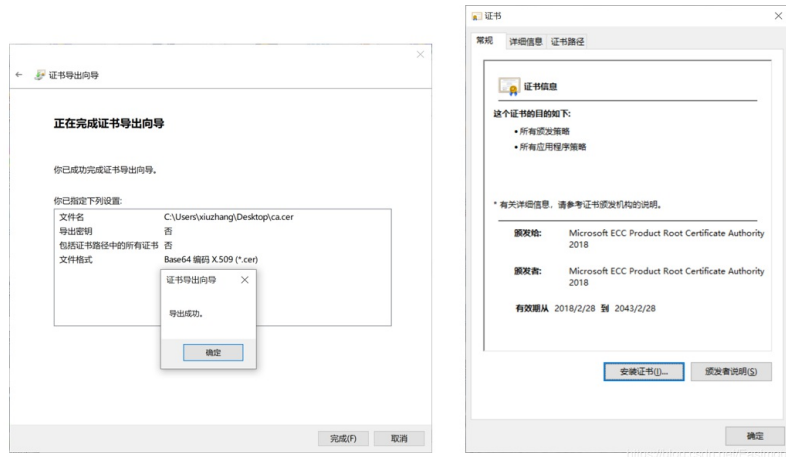 证书导出向导
正在完成证书导出向导
你已成功完成证书导出向导。
你已指定下列设置:
文件名 C:\Users\xiuzhang\Desktop\ca.cer
导出密钥 否
包括证书路径中的所有证书 否
文件格式 Base64 编码 X.509 (*.cer)
证书导出向导
导出成功。
确定
完成(F) 取消
证书
常规 详细信息 证书路径
证书信息
这个证书的目的如下:
• 所有颁发策略
• 所有应用程序策略
* 有关详细信息，请参考证书颁发机构的说明。
颁发给: Microsoft ECC Product Root Certificate Authority
2018
颁发者: Microsoft ECC Product Root Certificate Authority
2018
有效期从 2018/2/28 到 2043/2/28
安装证书(I)... 颁发者说明(S)
确定